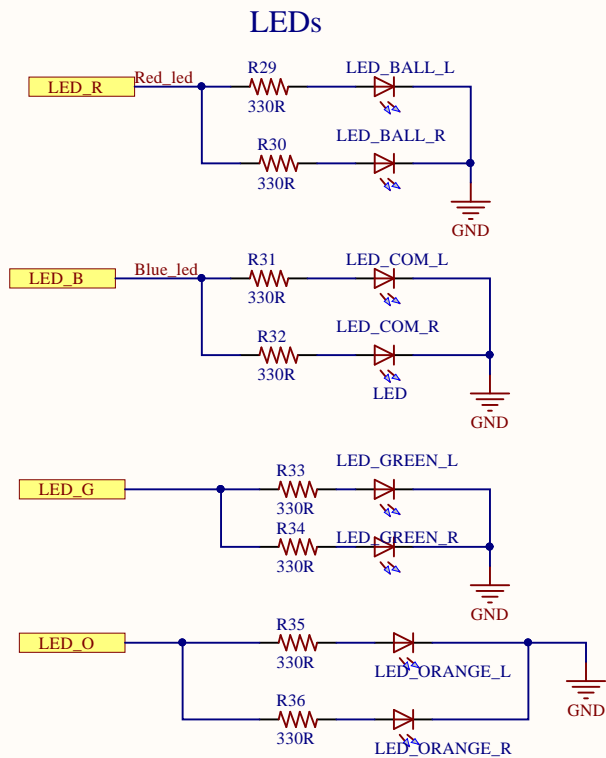 LEDs
R29
LED_BALL_L
LED_R
Red_led
330R
R30
LED_BALL_R
330R
GND
R31
LED_COM_L
LED_B
Blue_led
330R
R32
LED_COM_R
330R
LED
GND
R33
LED_GREEN_L
LED_G
330R
R34
LED_GREEN_R
330R
GND
R35
LED_O
330R
LED_ORANGE_L
R36
GND
330R
LED_ORANGE_R